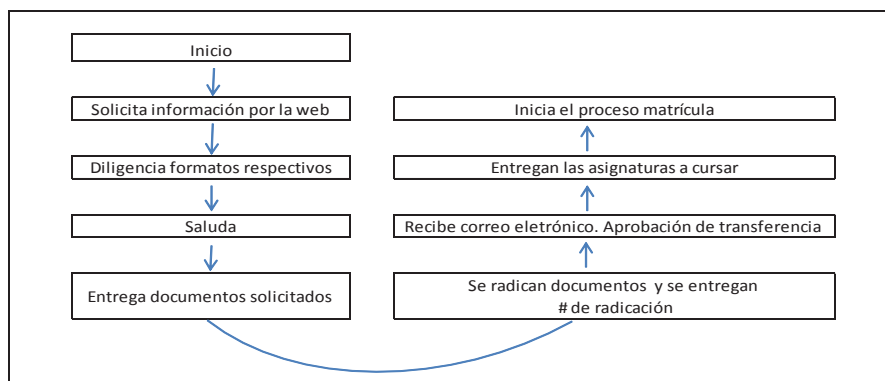 Inicio
Solicita información por la web
Diligencia formatos respectivos
Saluda
Entrega documentos solicitados
Se radican documentos y se entregan
# de radicación
Recibe correo eletrónico. Aprobación de transferencia
Entregan las asignaturas a cursar
Inicia el proceso matrícula